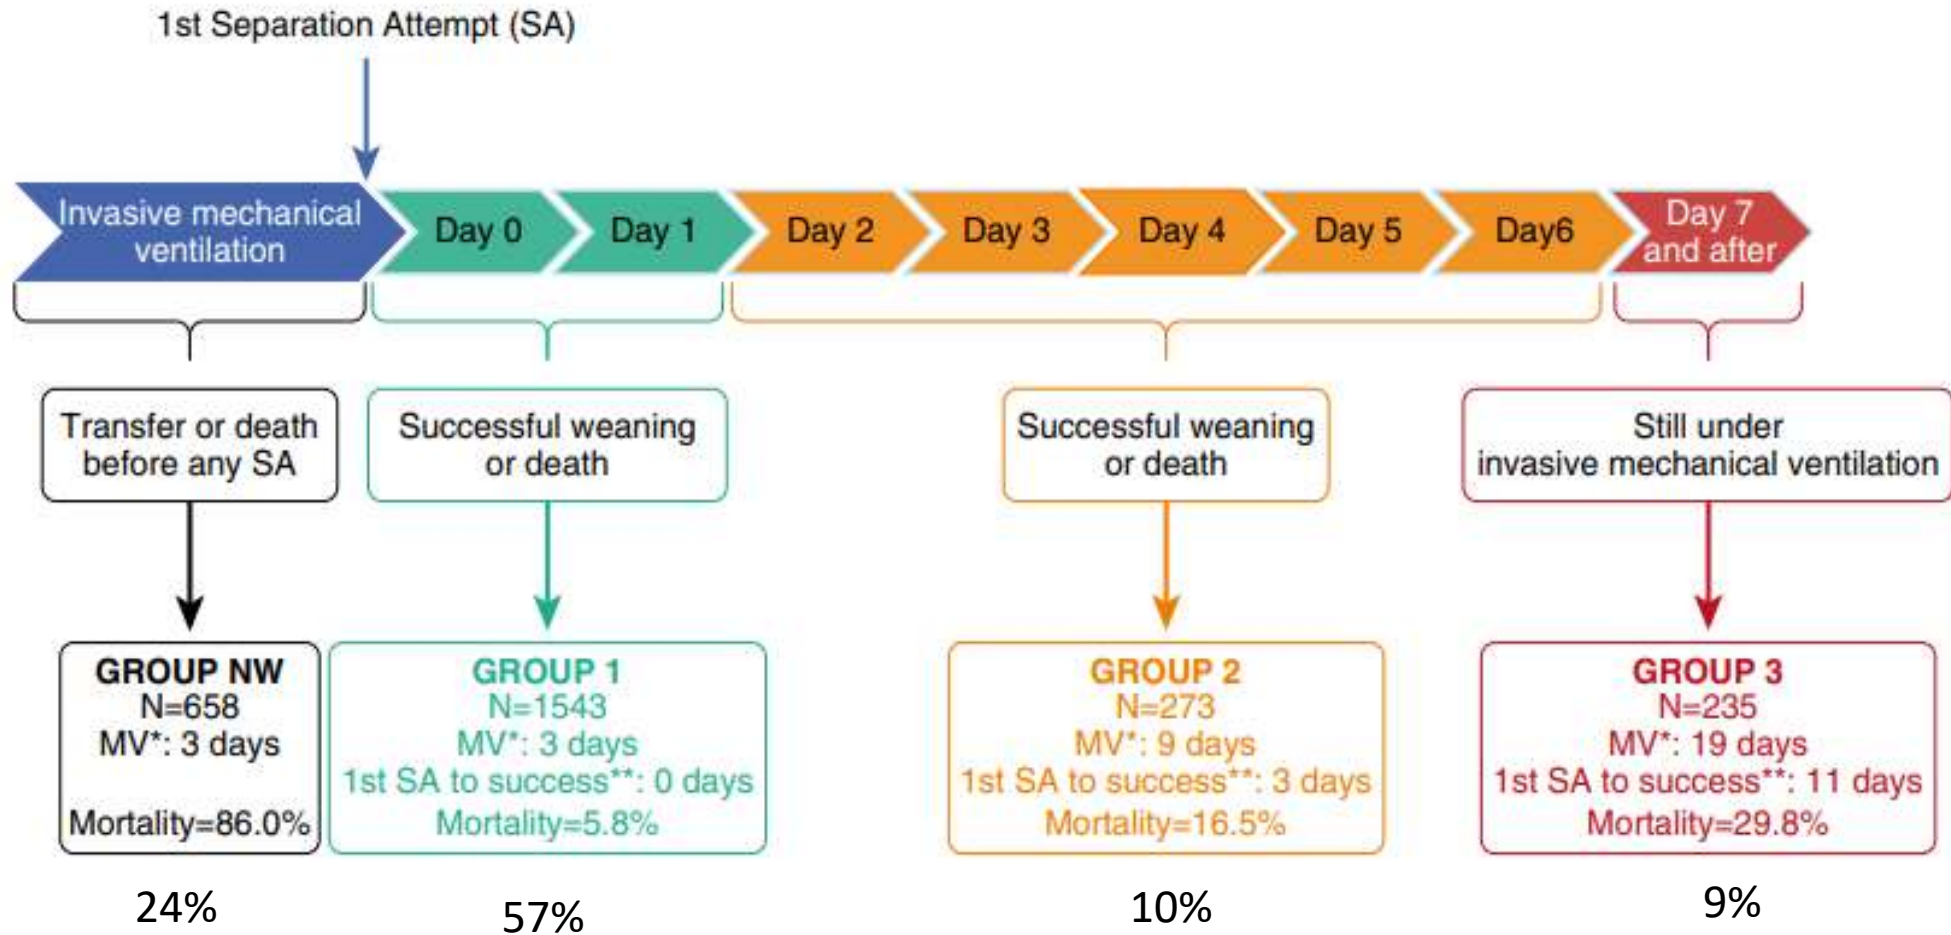 1st Separation Attempt (SA)
Invasive mechanical
ventilation
Day 0
Day 1
Day 2
Day 3
Day 4
Day 5
Day6
Day 7
and after
Transfer or death
before any SA
Successful weaning
or death
Successful weaning
or death
Still under
invasive mechanical ventilation
GROUP NW
N=658
MV*: 3 days
Mortality=86.0%
GROUP 1
N=1543
MV*: 3 days
1st SA to success**: 0 days
Mortality=5.8%
GROUP 2
N=273
MV*: 9 days
1st SA to success**: 3 days
Mortality=16.5%
GROUP 3
N=235
MV*: 19 days
1st SA to success**: 11 days
Mortality=29.8%
24%
57%
10%
9%